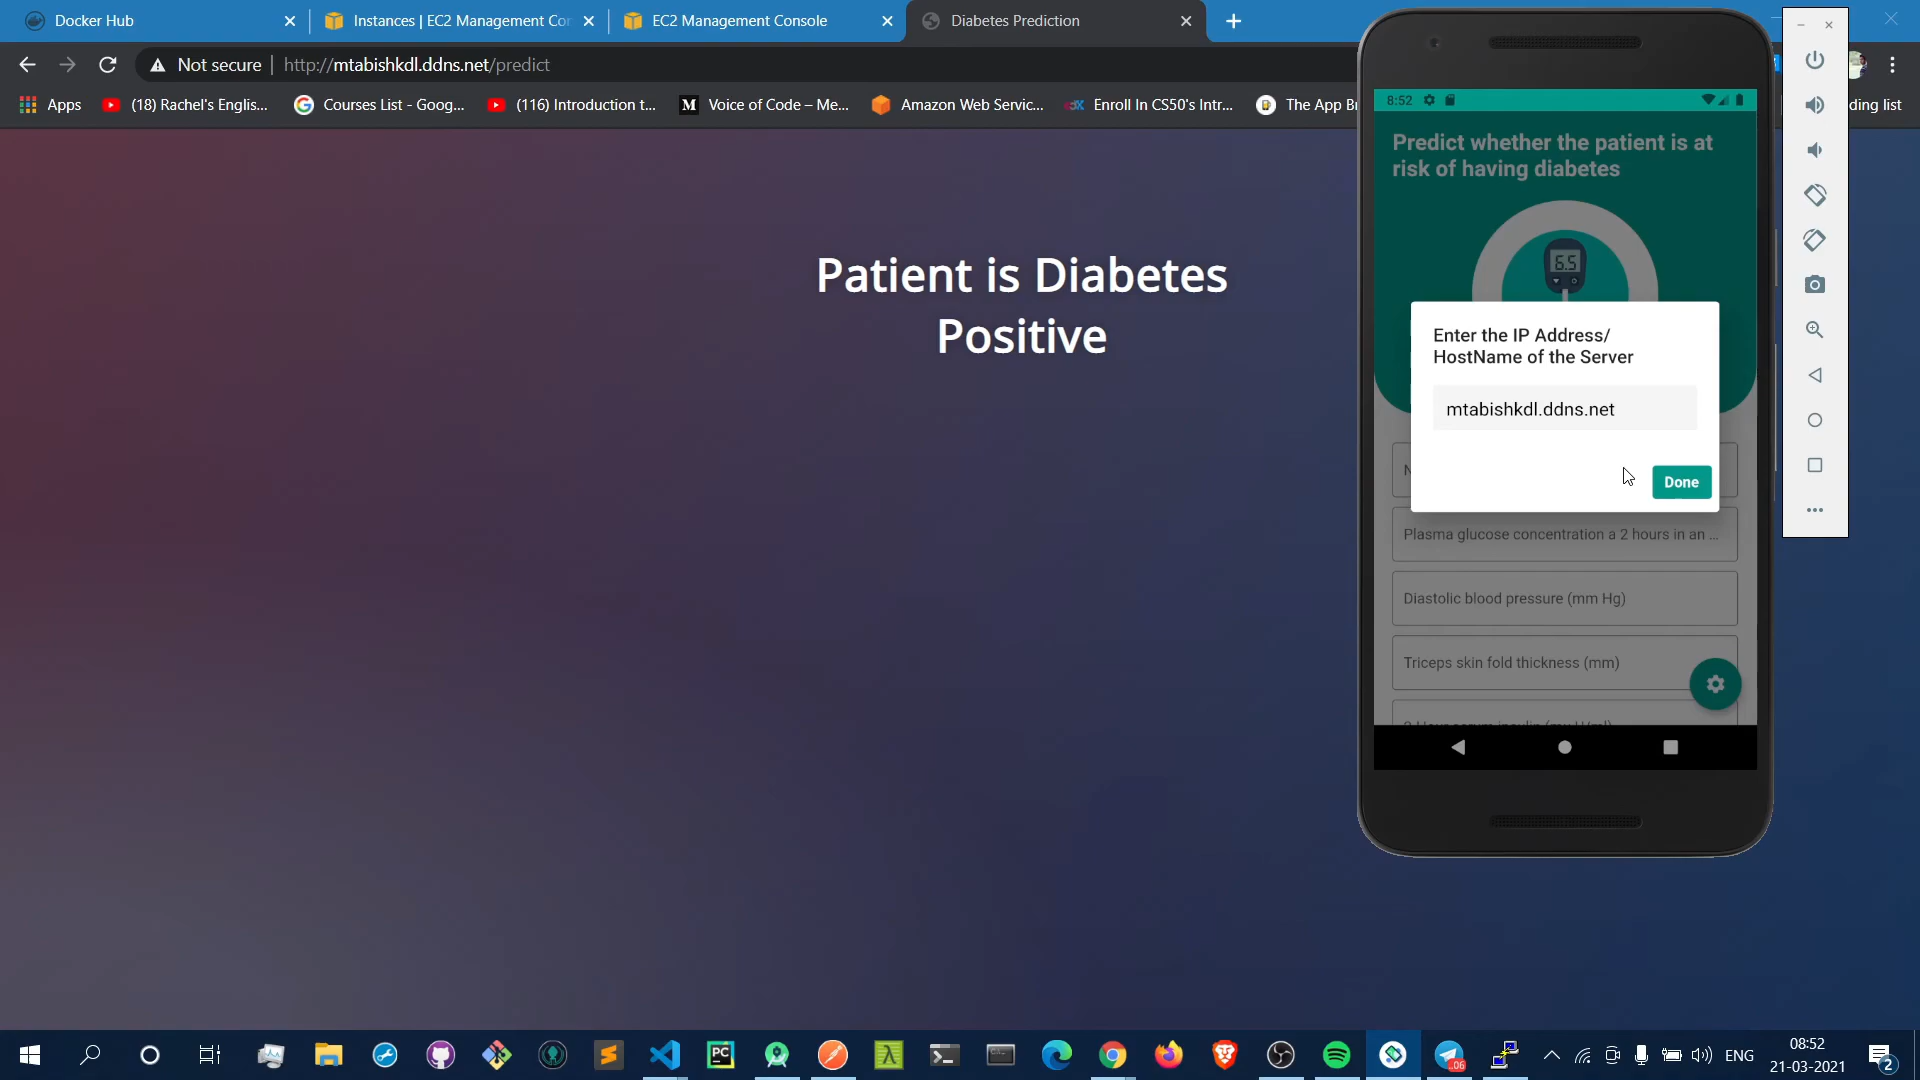 Docker Hub
Instances | EC2 Management Con
EC2 Management Console
Diabetes Prediction
Not secure
http://mtabishkdl.ddns.net/predict
Apps
(18) Rachel's Englis...
Courses List - Goog...
(116) Introduction t...
Voice of Code – Me...
Amazon Web Servic...
Enroll In CS50's Intr...
The App Br
ding list
Patient is Diabetes
Positive
8:52
Predict whether the patient is at
risk of having diabetes
6.5
Enter the IP Address/
HostName of the Server
mtabishkdl.ddns.net
Done
Plasma glucose concentration a 2 hours in an ...
Diastolic blood pressure (mm Hg)
Triceps skin fold thickness (mm)
ENG
08:52
21-03-2021
2